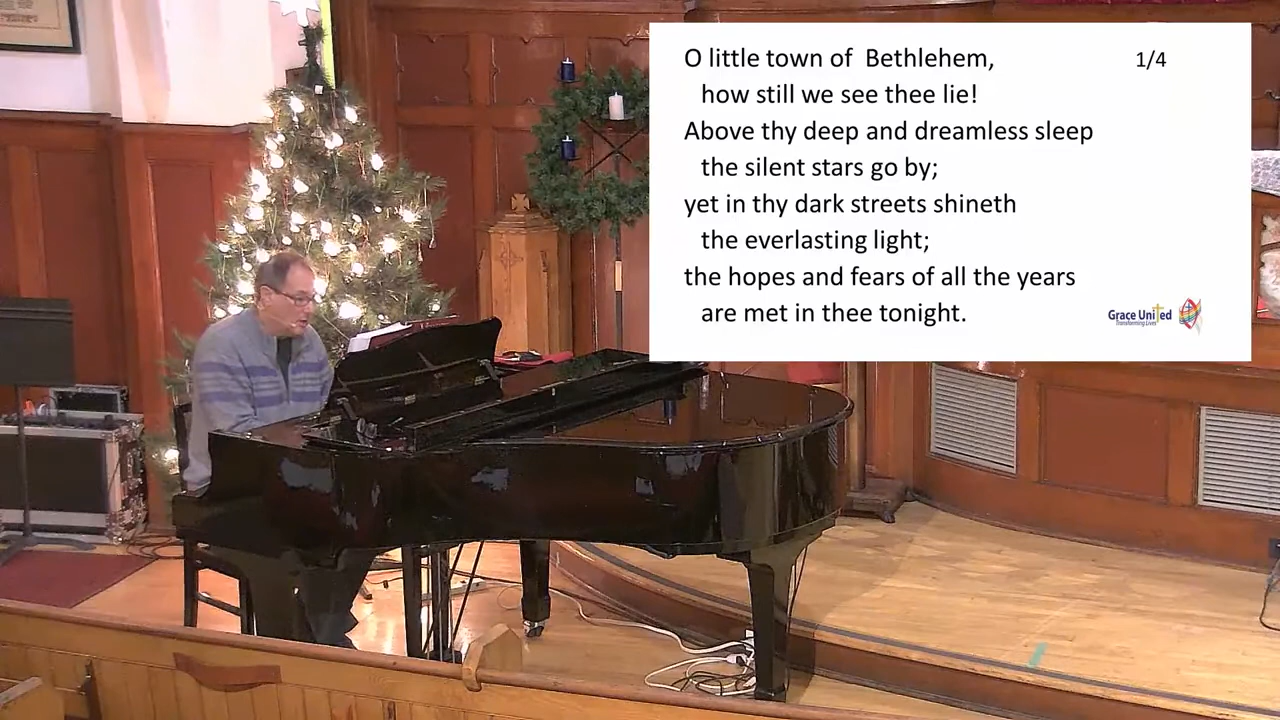 O little town of Bethlehem, 1/4
how still we see thee lie!
Above thy deep and dreamless sleep
the silent stars go by;
yet in thy dark streets shineth
the everlasting light;
the hopes and fears of all the years
are met in thee tonight.
Grace United
Transforming Lives